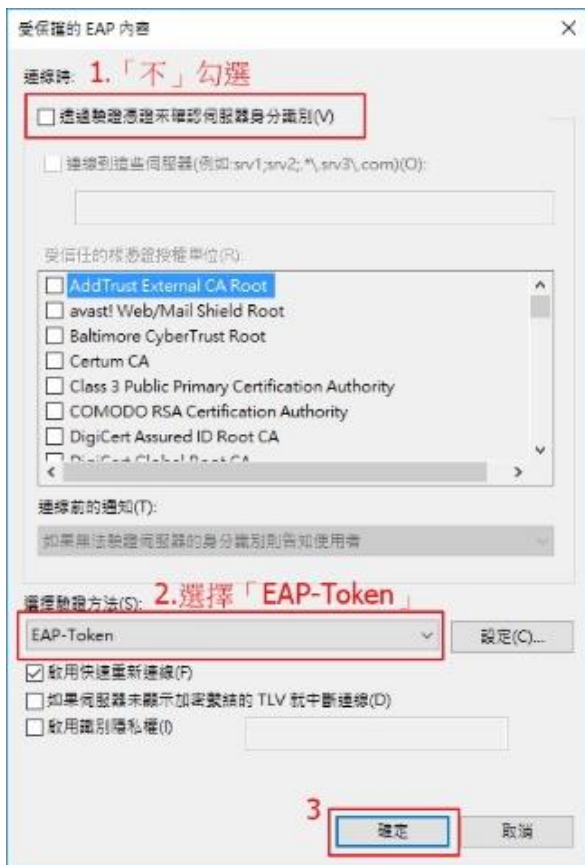 受保護的 EAP 內容
連線時:
1.「不」勾選
透過驗證憑證來確認伺服器身分識別(V)
連線到這些伺服器(例如:srv1;srv2;.*\.srv3\.com)(O):
受信任的根憑證授權單位(R):
AddTrust External CA Root
avast! Web/Mail Shield Root
Baltimore CyberTrust Root
Certum CA
Class 3 Public Primary Certification Authority
COMODO RSA Certification Authority
DigiCert Assured ID Root CA
DigiCert Global Root CA
連線前的通知(T):
如果無法驗證伺服器的身分識別則告知使用者
選擇驗證方法(S):
2.選擇「EAP-Token」
EAP-Token
設定(C)...
啟用快速重新連線(F)
如果伺服器未顯示加密繫結的 TLV 就中斷連線(D)
啟用識別隱私權(I)
3
確定
取消